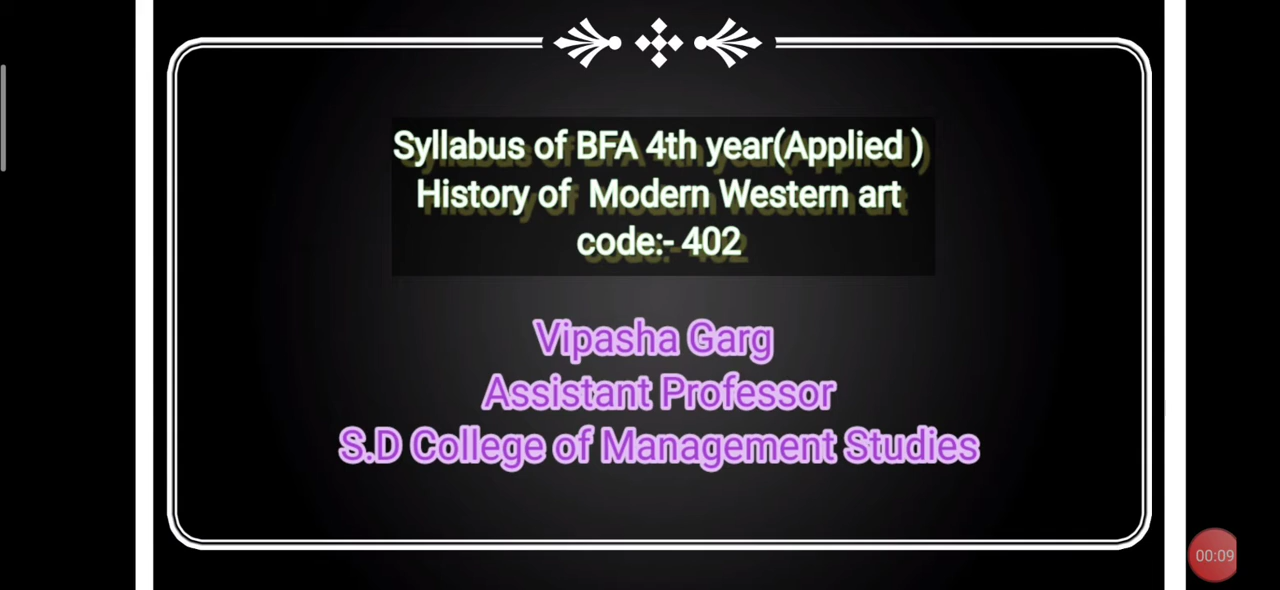 Syllabus of BFA 4th year(Applied )
History of Modern Western art
code:- 402
Vipasha Garg
Assistant Professor
S.D College of Management Studies
00:09